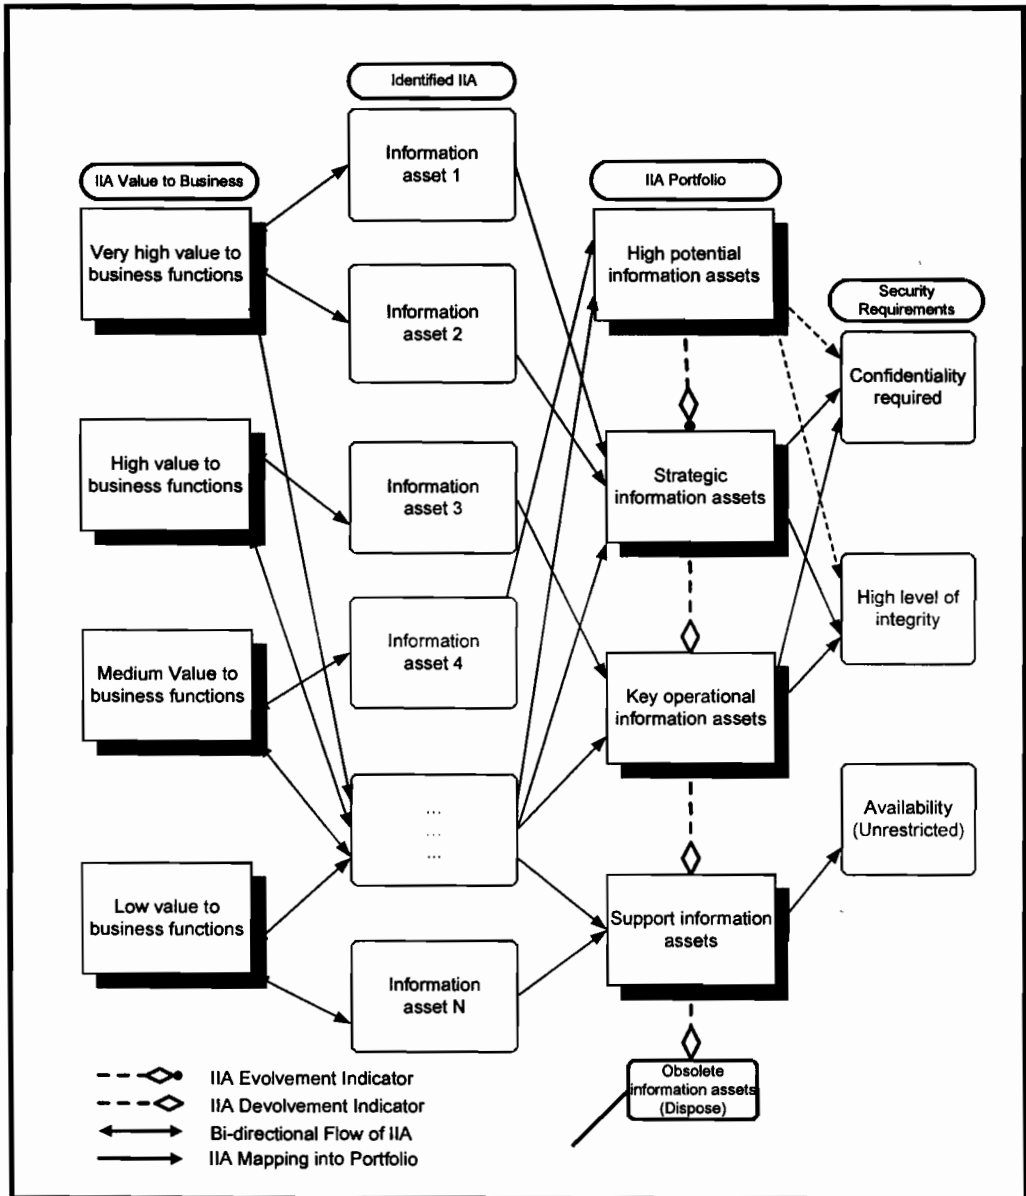 Identified IIA
Information
asset 1
IIA Value to Business
IIA Portfolio
Very high value to
business functions
High potential
information assets
Information
asset 2
Security
Requirements
Confidentiality
required
High value to
business functions
Information
asset 3
Strategic
information assets
High level of
integrity
Information
asset 4
Medium Value to
business functions
Key operational
information assets
...
...
...
Availability
(Unrestricted)
Low value to
business functions
Support information
assets
Information
asset N
Obsolete
information assets
(Dispose)
IIA Evolvement Indicator
IIA Devolvement Indicator
Bi-directional Flow of IIA
IIA Mapping into Portfolio